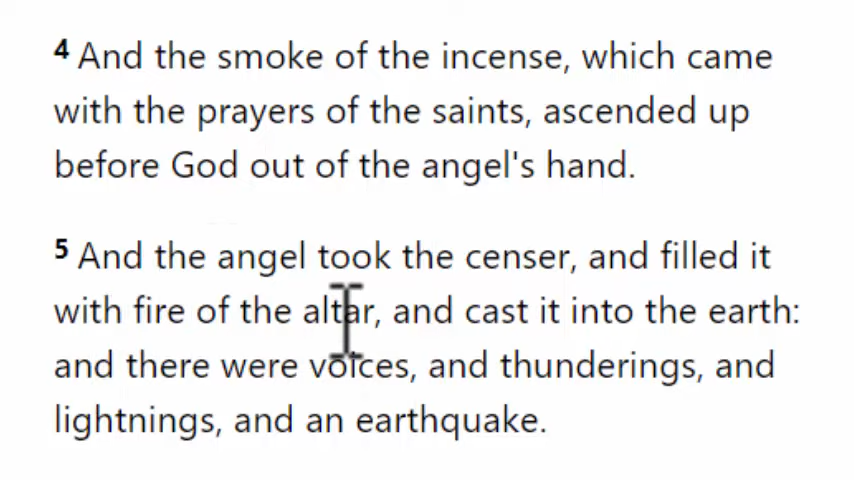 4 And the smoke of the incense, which came
with the prayers of the saints, ascended up
before God out of the angel's hand.
5 And the angel took the censer, and filled it
with fire of the altar, and cast it into the earth:
and there were voices, and thunderings, and
lightnings, and an earthquake.